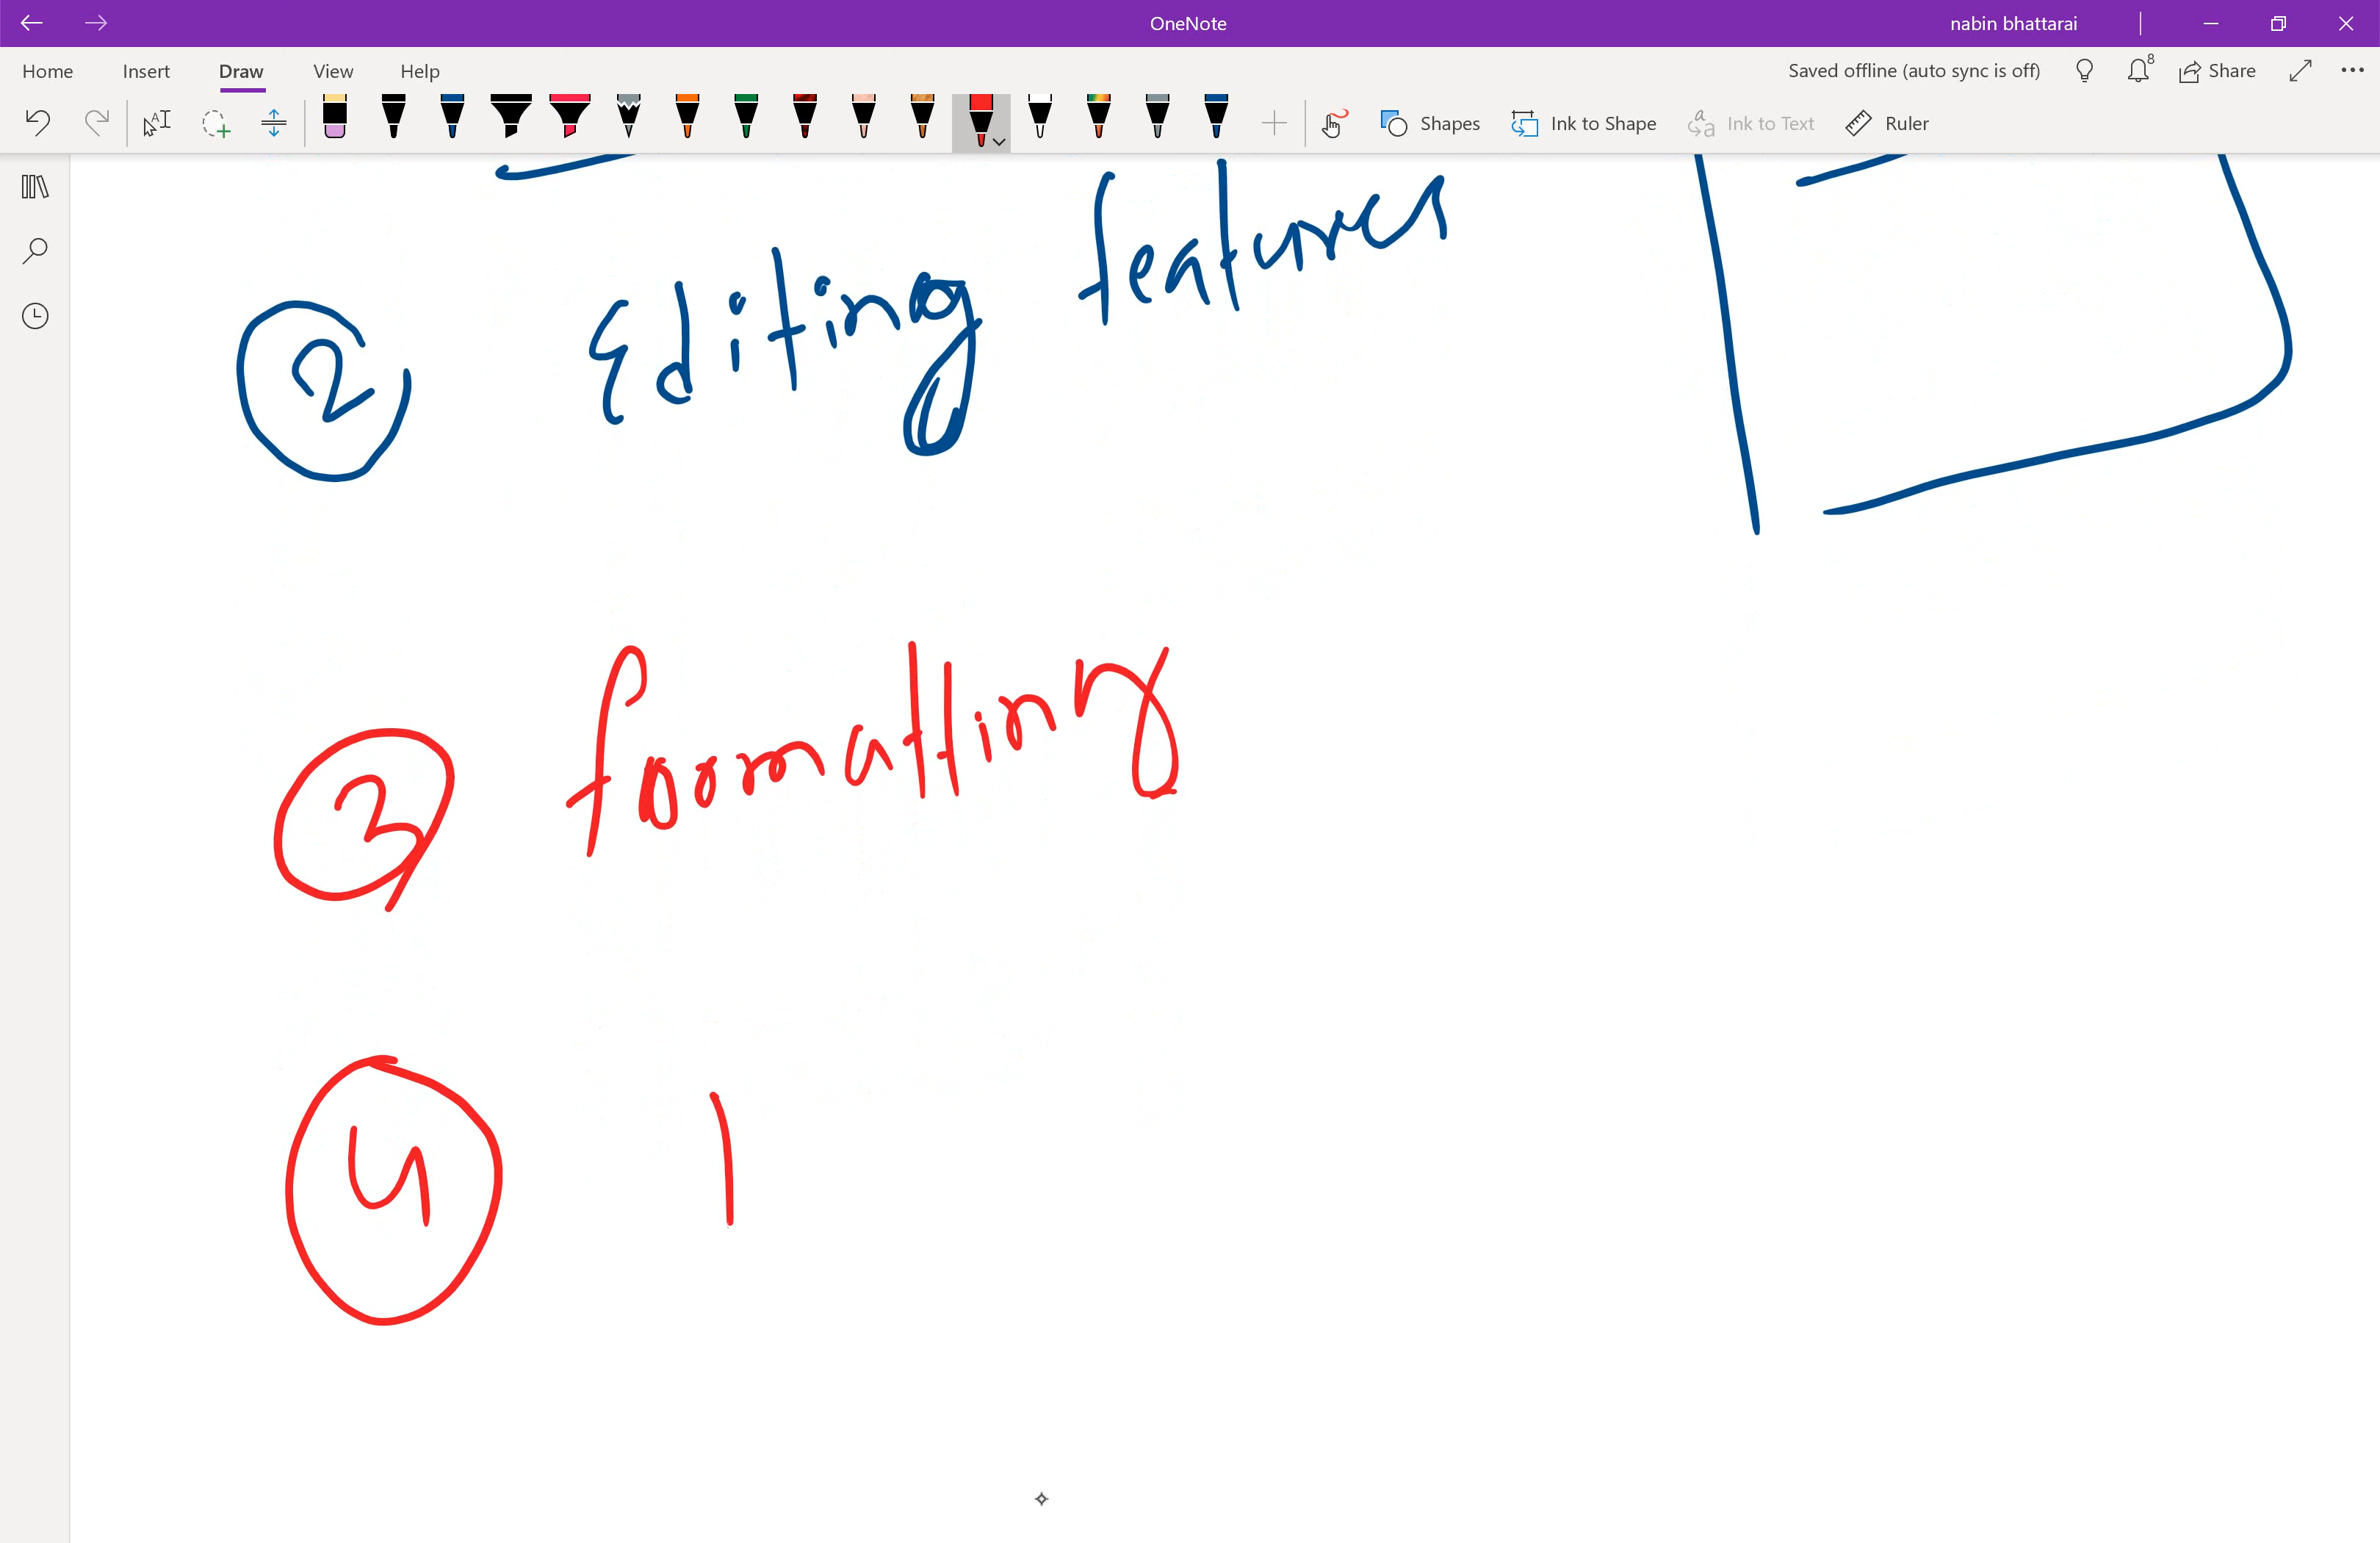 OneNote
nabin bhattarai
Home Insert Draw View Help
Saved offline (auto sync is off)
8
Share
Shapes
Ink to Shape
Ink to Text
Ruler
2 Editing features
3 formatting
4